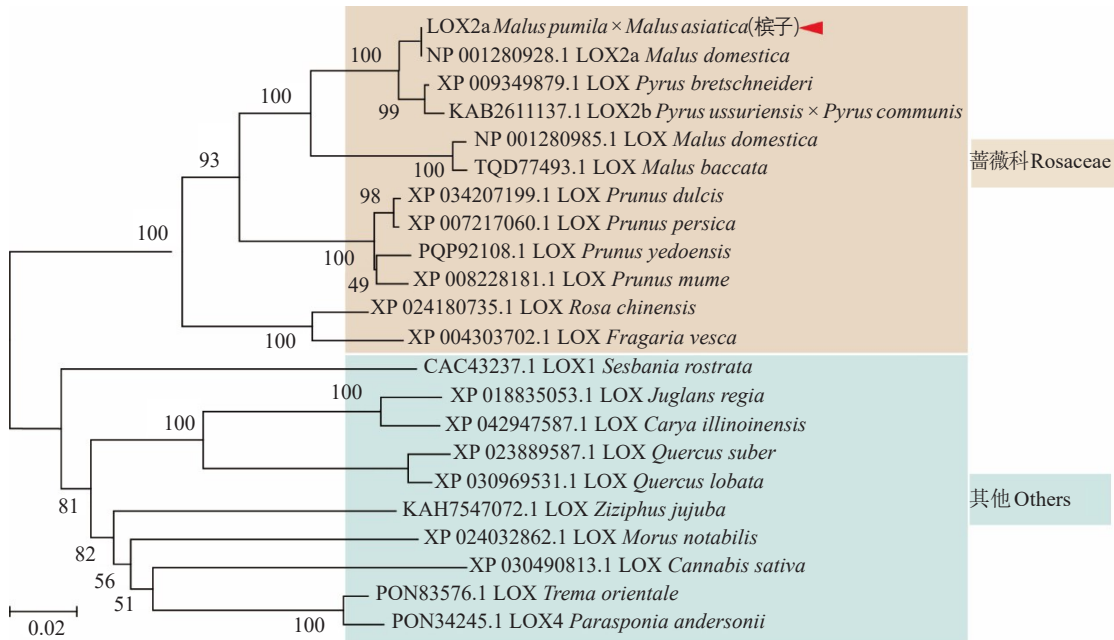 LOX2a Malus pumila × Malus asiatica(槟子)
NP 001280928.1 LOX2a Malus domestica
XP 009349879.1 LOX Pyrus bretschneideri
KAB2611137.1 LOX2b Pyrus ussuriensis × Pyrus communis
NP 001280985.1 LOX Malus domestica
TQD77493.1 LOX Malus baccata
XP 034207199.1 LOX Prunus dulcis
XP 007217060.1 LOX Prunus persica
PQP92108.1 LOX Prunus yedoensis
XP 008228181.1 LOX Prunus mume
XP 024180735.1 LOX Rosa chinensis
XP 004303702.1 LOX Fragaria vesca
CAC43237.1 LOX1 Sesbania rostrata
XP 018835053.1 LOX Juglans regia
XP 042947587.1 LOX Carya illinoinensis
XP 023889587.1 LOX Quercus suber
XP 030969531.1 LOX Quercus lobata
KAH7547072.1 LOX Ziziphus jujuba
XP 024032862.1 LOX Morus notabilis
XP 030490813.1 LOX Cannabis sativa
PON83576.1 LOX Trema orientale
PON34245.1 LOX4 Parasponia andersonii
蔷薇科 Rosaceae
其他 Others
100
100
99
93
100
98
100
100
49
100
100
100
81
82
56
51
100
0.02